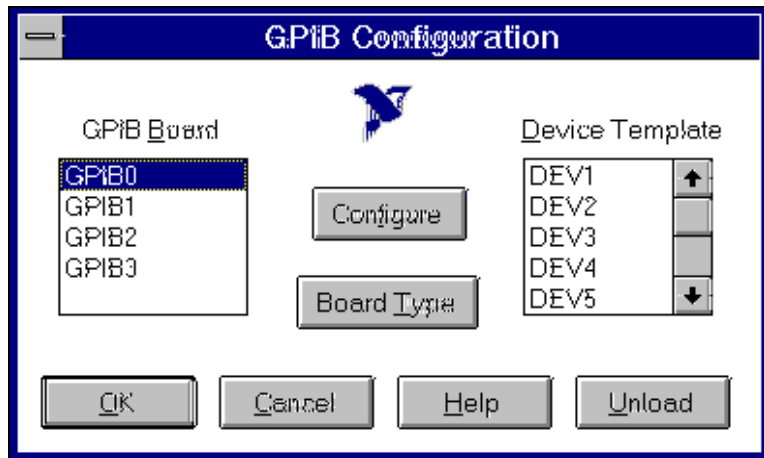 GPIB Configuration
GPIB Board
Device Template
GPIB0
GPIB1
GPIB2
GPIB3
Configure
Board Type
DEV1
DEV2
DEV3
DEV4
DEV5
OK
Cancel
Help
Unload